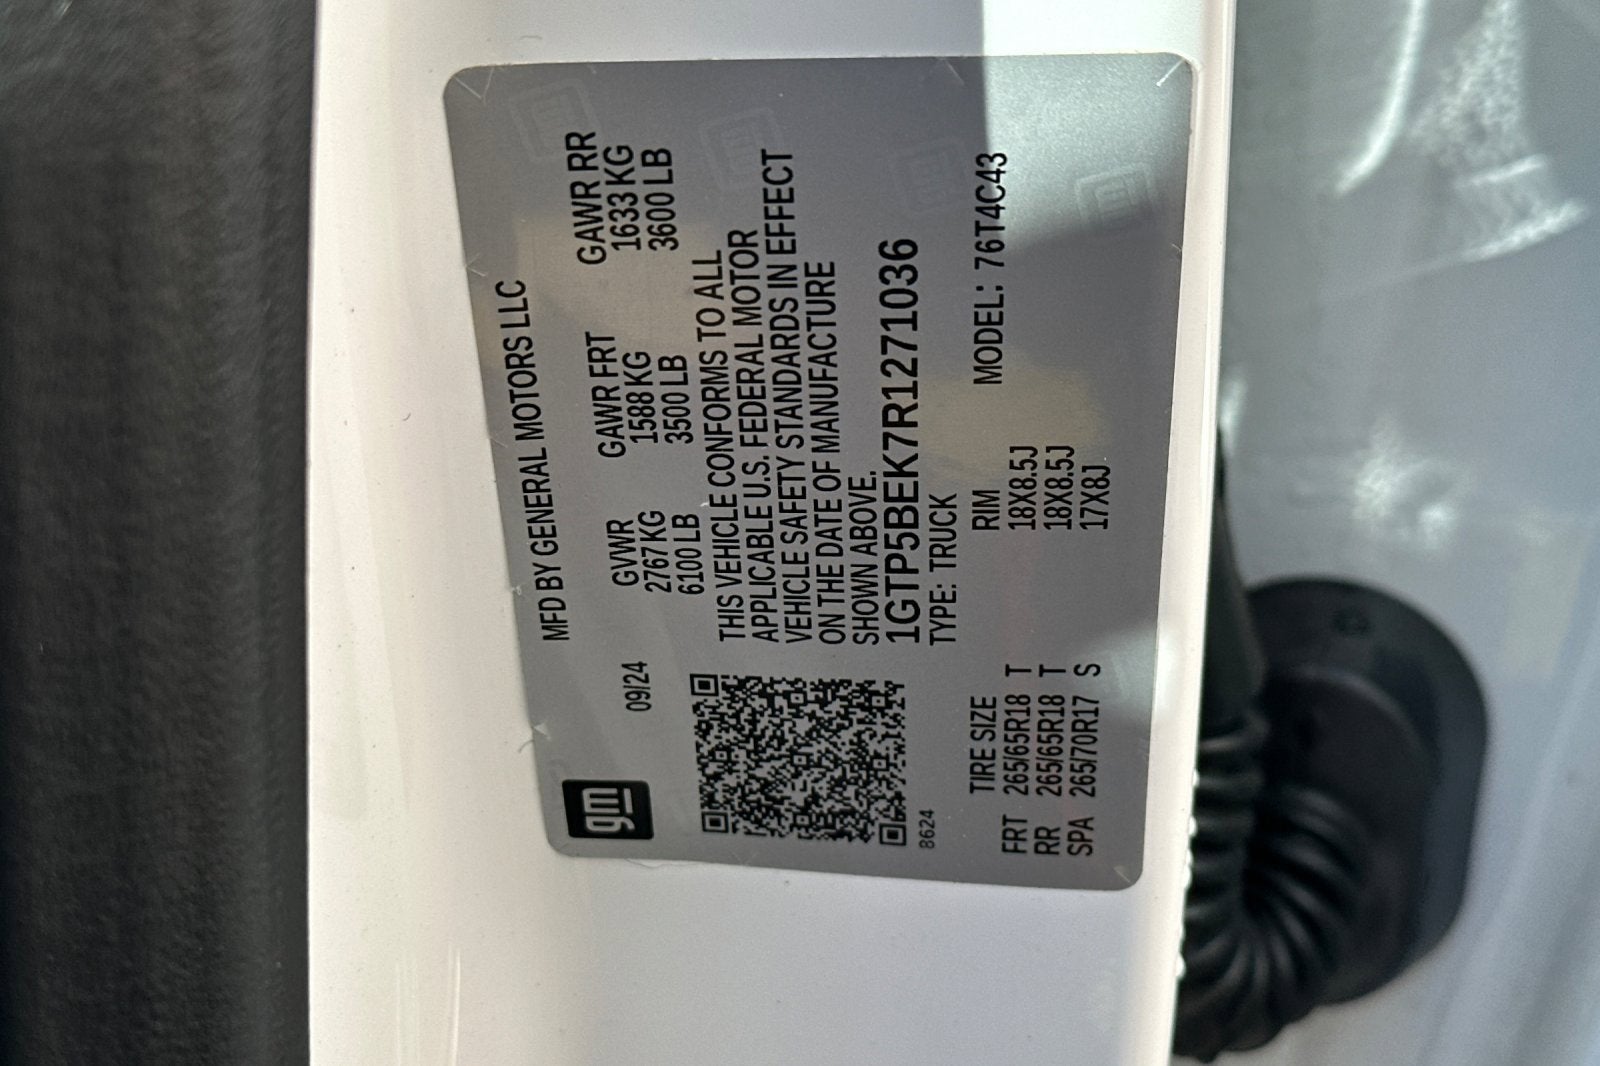 gm
MFD BY GENERAL MOTORS LLC
09/24
GVWR GAWR FRT GAWR RR
2767 KG 1588 KG 1633 KG
6100 LB 3500 LB 3600 LB
THIS VEHICLE CONFORMS TO ALL
APPLICABLE U.S. FEDERAL MOTOR
VEHICLE SAFETY STANDARDS IN EFFECT
ON THE DATE OF MANUFACTURE
SHOWN ABOVE.
1GTP5BEK7R1271036
TYPE: TRUCK
8624
MODEL: 76T4C43
TIRE SIZE RIM
FRT 265/65R18 T 18X8.5J
RR 265/65R18 T 18X8.5J
SPA 265/70R17 S 17X8J